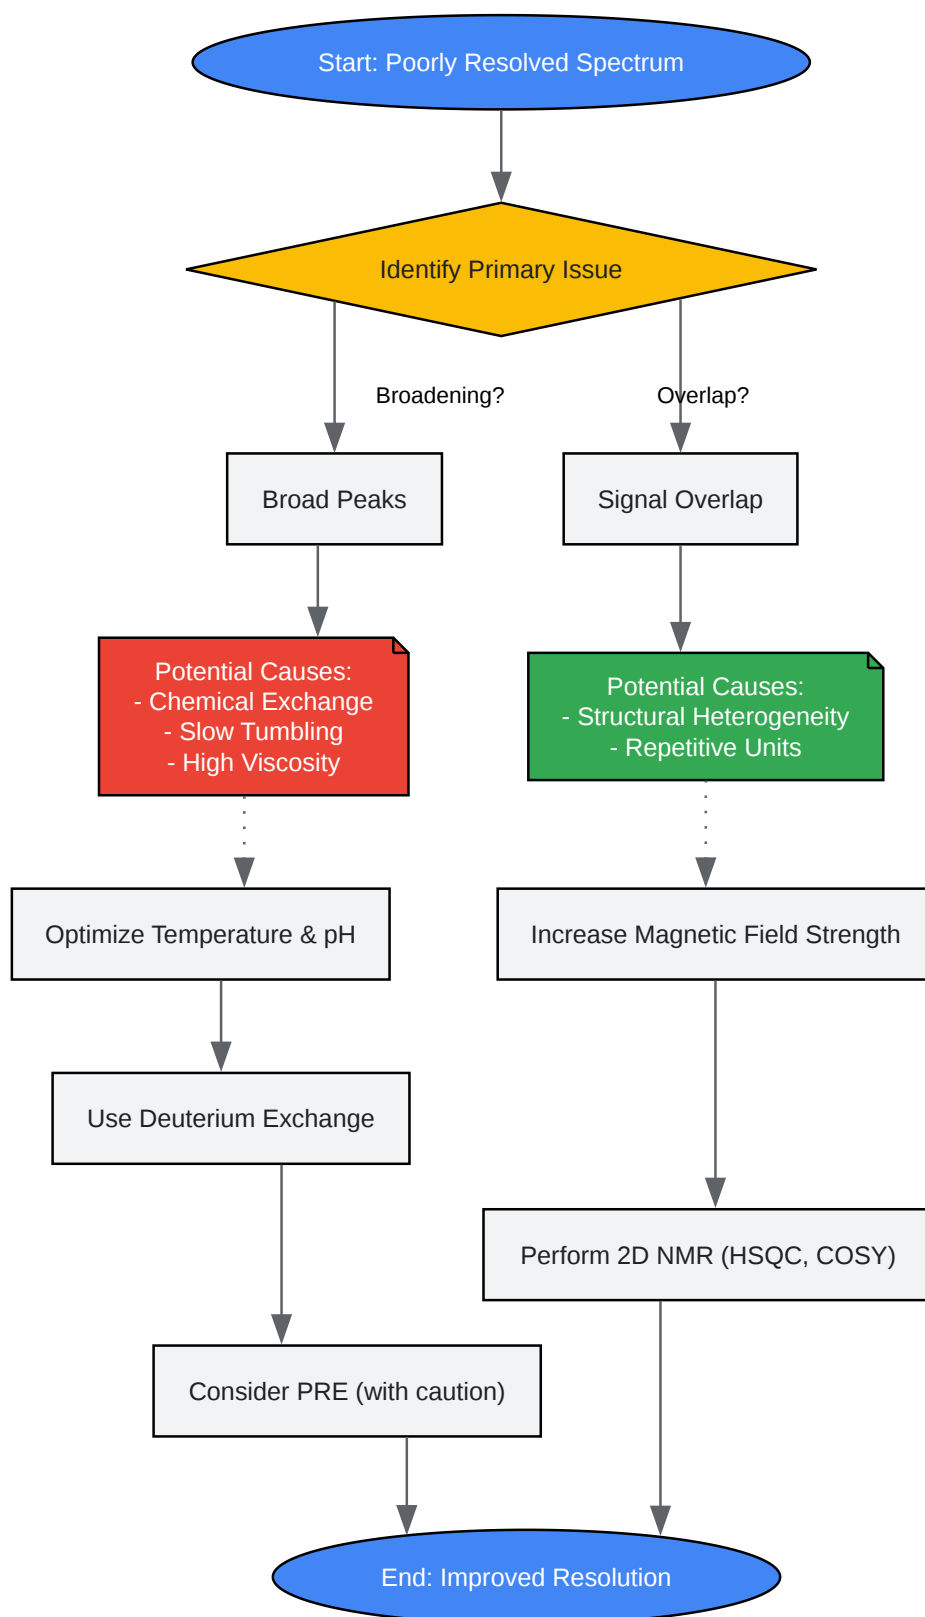 Start: Poorly Resolved Spectrum
Identify Primary Issue
Broadening?
Overlap?
Broad Peaks
Signal Overlap
Potential Causes:
- Chemical Exchange
- Slow Tumbling
- High Viscosity
Potential Causes:
- Structural Heterogeneity
- Repetitive Units
Optimize Temperature & pH
Increase Magnetic Field Strength
Use Deuterium Exchange
Perform 2D NMR (HSQC, COSY)
Consider PRE (with caution)
End: Improved Resolution